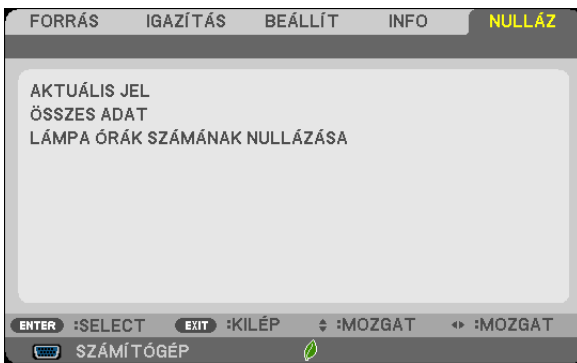 FORRÁS IGAZÍTÁS BEÁLLÍT INFO NULLÁZ
AKTUÁLIS JEL
ÖSSZES ADAT
LÁMPA ÓRÁK SZÁMÁNAK NULLÁZÁSA
ENTER :SELECT EXIT :KILÉP :MOZGAT :MOZGAT
SZÁMÍTÓGÉP